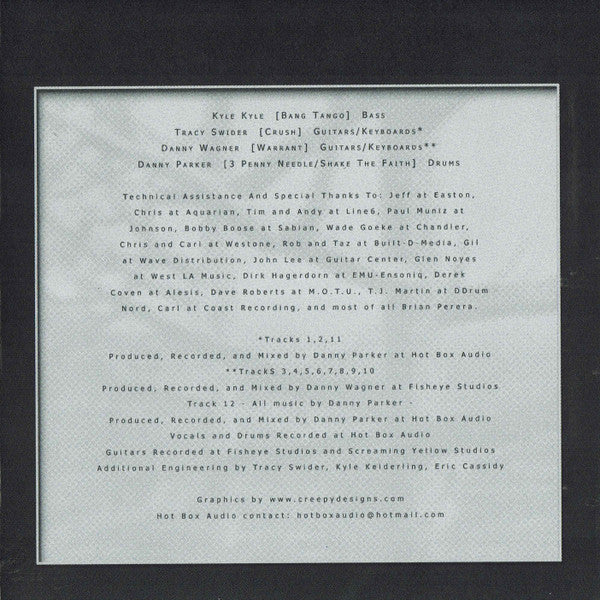 Kyle Kyle [Bang Tango] Bass
Tracy Swider [Crush] Guitars/Keyboards*
Danny Wagner [Warrant] Guitars/Keyboards**
Danny Parker [3 Penny Needle/Shake The Faith] Drums
Technical Assistance And Special Thanks To: Jeff at Easton,
Chris at Aquarian, Tim and Andy at Line6, Paul Muniz at
Johnson, Bobby Boose at Sabian, Wade Goeke at Chandler,
Chris and Carl at Westone, Rob and Taz at Built-D-Media, Gil
at Wave Distribution, John Lee at Guitar Center, Glen Noyes
at West LA Music, Dirk Hagerdorn at EMU-Ensoniq, Derek
Coven at Alesis, Dave Roberts at M.O.T.U., T.J. Martin at DDrum
Nord, Carl at Coast Recording, and most of all Brian Perera.
*Tracks 1,2,11
Produced, Recorded, and Mixed by Danny Parker at Hot Box Audio
**TrackS 3,4,5,6,7,8,9,10
Produced, Recorded, and Mixed by Danny Wagner at Fisheye Studios
Track 12 - All music by Danny Parker -
Produced, Recorded, and Mixed by Danny Parker at Hot Box Audio
Vocals and Drums Recorded at Hot Box Audio
Guitars Recorded at Fisheye Studios and Screaming Yellow Studios
Additional Engineering by Tracy Swider, Kyle Keiderling, Eric Cassidy
Graphics by www.creepydesigns.com
Hot Box Audio contact: hotboxaudio@hotmail.com